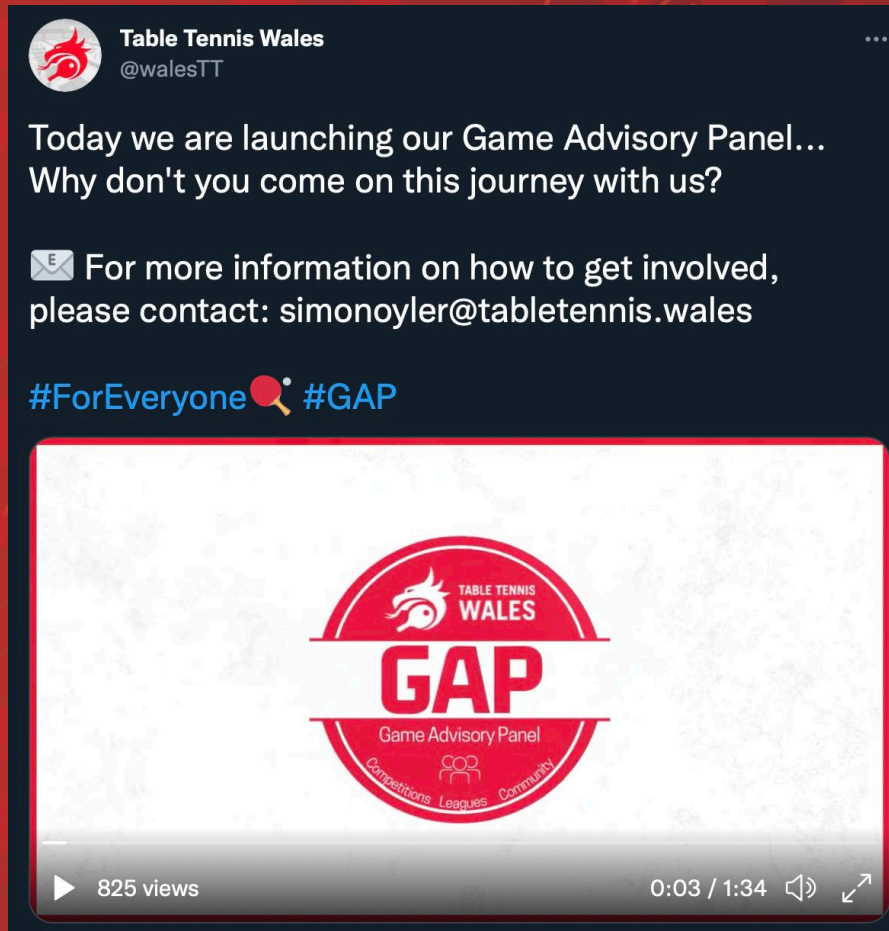 Table Tennis Wales
@walesTT
Today we are launching our Game Advisory Panel...
Why don't you come on this journey with us?
📧 For more information on how to get involved,
please contact: simonoyler@tabletennis.wales
#ForEveryone🏓 #GAP
TABLE TENNIS
WALES
GAP
Game Advisory Panel
Competitions Leagues Community
825 views
0:03 / 1:34